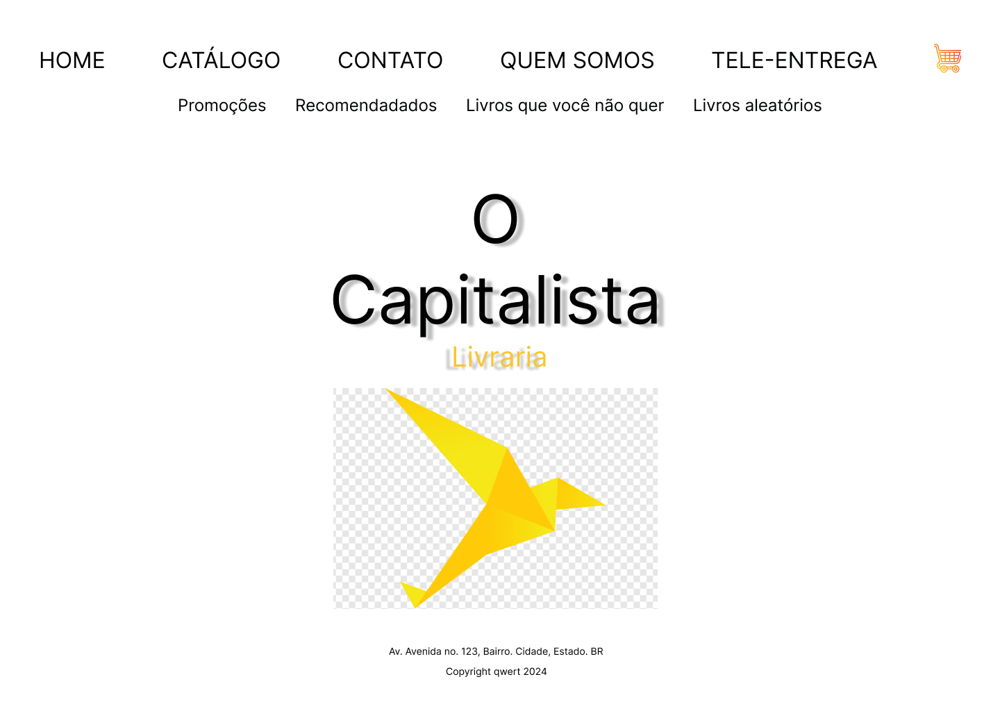 HOME CATÁLOGO CONTATO QUEM SOMOS TELE-ENTREGA
Promoções Recomendadados Livros que você não quer Livros aleatórios
O
Capitalista
Livraria
Av. Avenida no. 123, Bairro. Cidade, Estado. BR
Copyright qwert 2024